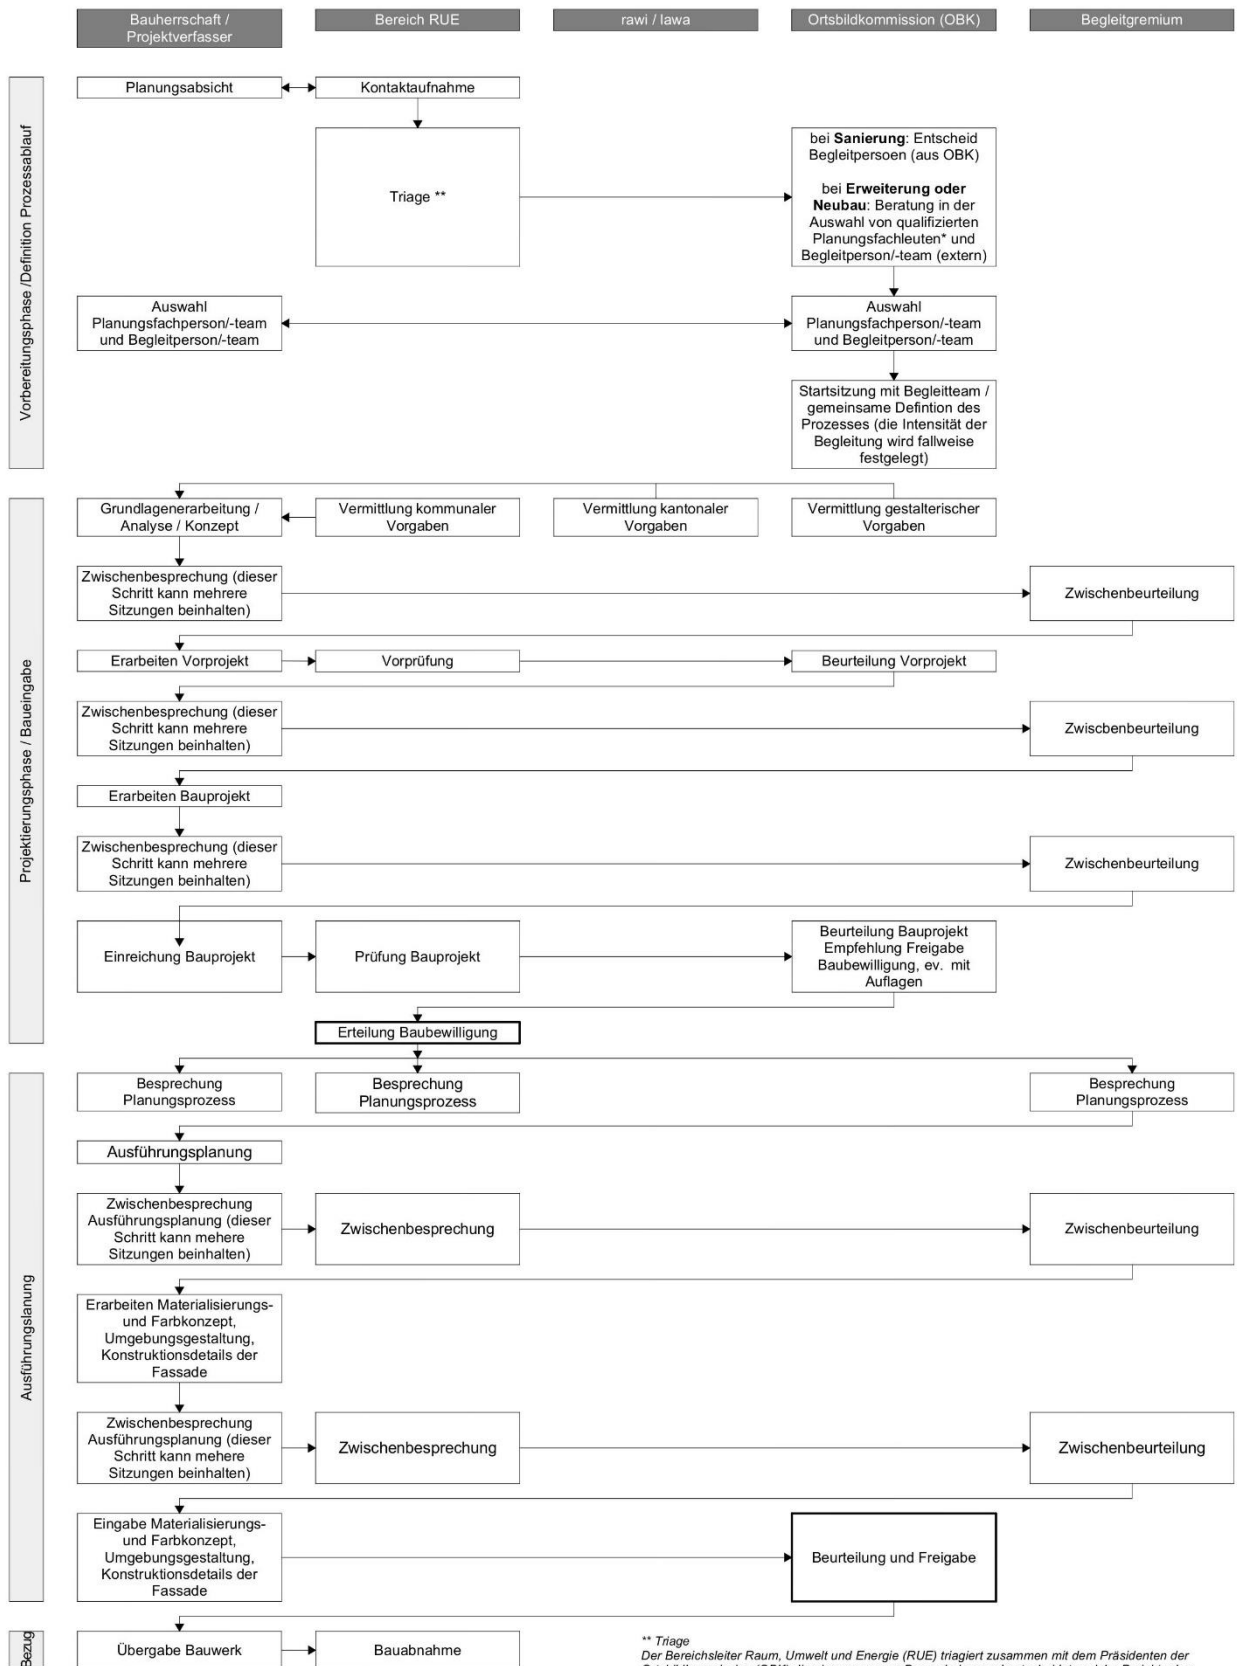 Bauherrschaft /
Projektverfasser
Bereich RUE
rawi / lawa
Ortsbildkommission (OBK)
Begleitgremium
Vorbereitungsphase /Definition Prozessablauf
Planungsabsicht
Kontaktaufnahme
Triage **
bei Sanierung: Entscheid
Begleitpersoen (aus OBK)
bei Erweiterung oder
Neubau: Beratung in der
Auswahl von qualifizierten
Planungsfachleuten* und
Begleitperson/-team (extern)
Auswahl
Planungsfachperson/-team
und Begleitperson/-team
Auswahl
Planungsfachperson/-team
und Begleitperson/-team
Startsitzung mit Begleitteam /
gemeinsame Defintion des
Prozesses (die Intensität der
Begleitung wird fallweise
festgelegt)
Projektierungsphase / Baueingabe
Grundlagenerarbeitung /
Analyse / Konzept
Vermittlung kommunaler
Vorgaben
Vermittlung kantonaler
Vorgaben
Vermittlung gestalterischer
Vorgaben
Zwischenbesprechung (dieser
Schritt kann mehrere
Sitzungen beinhalten)
Zwischenbeurteilung
Erarbeiten Vorprojekt
Vorprüfung
Beurteilung Vorprojekt
Zwischenbesprechung (dieser
Schritt kann mehrere
Sitzungen beinhalten)
Zwischenbeurteilung
Erarbeiten Bauprojekt
Zwischenbesprechung (dieser
Schritt kann mehrere
Sitzungen beinhalten)
Zwischenbeurteilung
Einreichung Bauprojekt
Prüfung Bauprojekt
Beurteilung Bauprojekt
Empfehlung Freigabe
Baubewilligung, ev. mit
Auflagen
Erteilung Baubewilligung
Ausführungslanung
Besprechung
Planungsprozess
Besprechung
Planungsprozess
Besprechung
Planungsprozess
Ausführungsplanung
Zwischenbesprechung
Ausführungsplanung (dieser
Schritt kann mehere
Sitzungen beinhalten)
Zwischenbesprechung
Zwischenbeurteilung
Erarbeiten Materialisierungs-
und Farbkonzept,
Umgebungsgestaltung,
Konstruktionsdetails der
Fassade
Zwischenbesprechung
Ausführungsplanung (dieser
Schritt kann mehere
Sitzungen beinhalten)
Zwischenbesprechung
Zwischenbeurteilung
Eingabe Materialisierungs-
und Farbkonzept,
Umgebungsgestaltung,
Konstruktionsdetails der
Fassade
Beurteilung und Freigabe
Bezug
Übergabe Bauwerk
Bauabnahme
** Triage
Der Bereichsleiter Raum, Umwelt und Energie (RUE) triagiert zusammen mit dem Präsidenten der